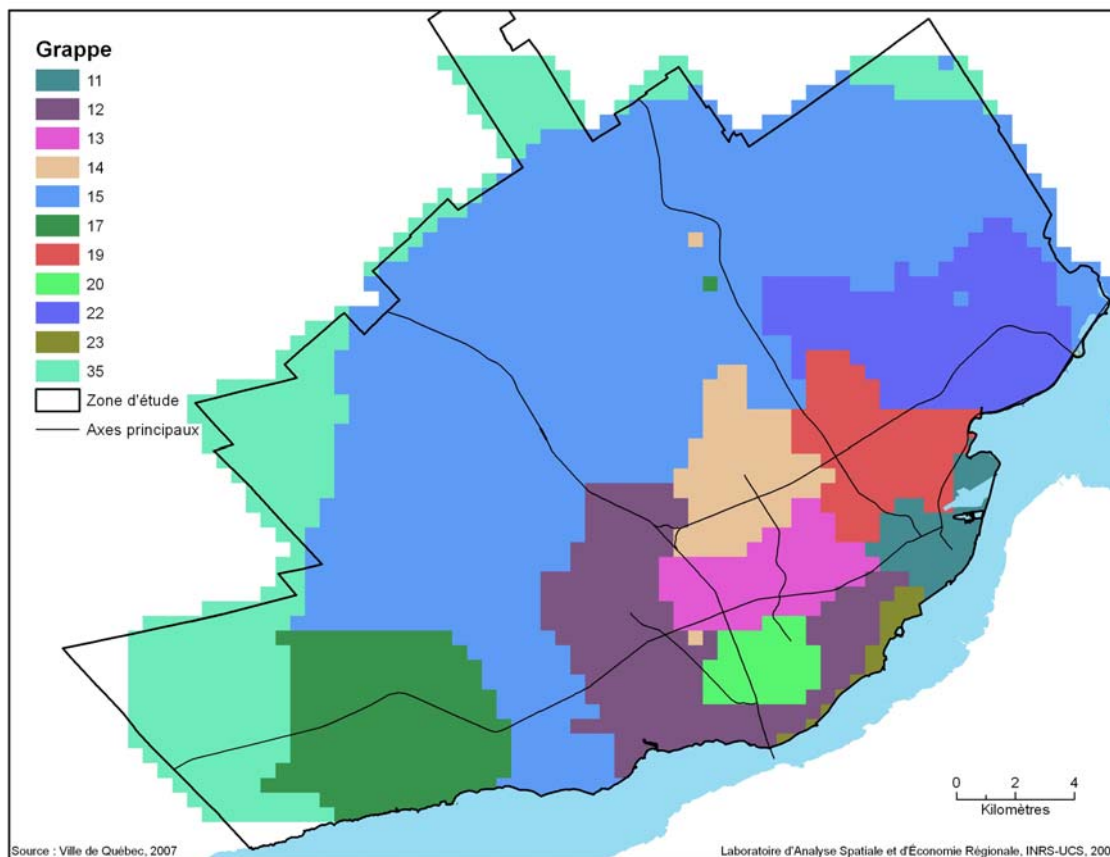 Grappe
11
12
13
14
15
17
19
20
22
23
35
Zone d'étude
Axes principaux
0 2 4
Kilomètres
Source : Ville de Québec, 2007
Laboratoire d'Analyse Spatiale et d'Économie Régionale, INRS-UCS, 200